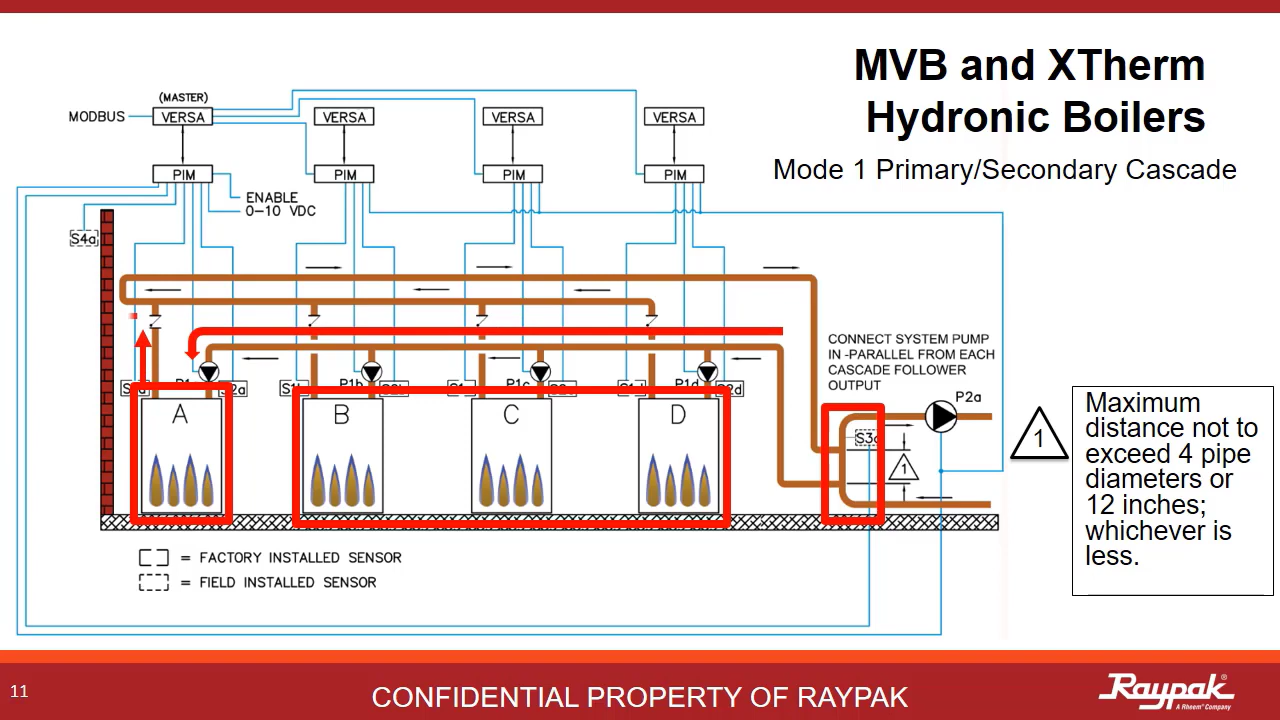 MVB and XTherm
Hydronic Boilers
Mode 1 Primary/Secondary Cascade
(MASTER)
MODBUS
VERSA
VERSA
VERSA
VERSA
PIM
PIM
PIM
PIM
ENABLE
0-10 VDC
S4a
CONNECT SYSTEM PUMP
IN -PARALLEL FROM EACH
CASCADE FOLLOWER
OUTPUT
P1b
P1c
P1d
P2a
A
B
C
D
1
1
Maximum
distance not to
exceed 4 pipe
diameters or
12 inches;
whichever is
less.
= FACTORY INSTALLED SENSOR
= FIELD INSTALLED SENSOR
11
CONFIDENTIAL PROPERTY OF RAYPAK
Raypak®
A Rheem® Company